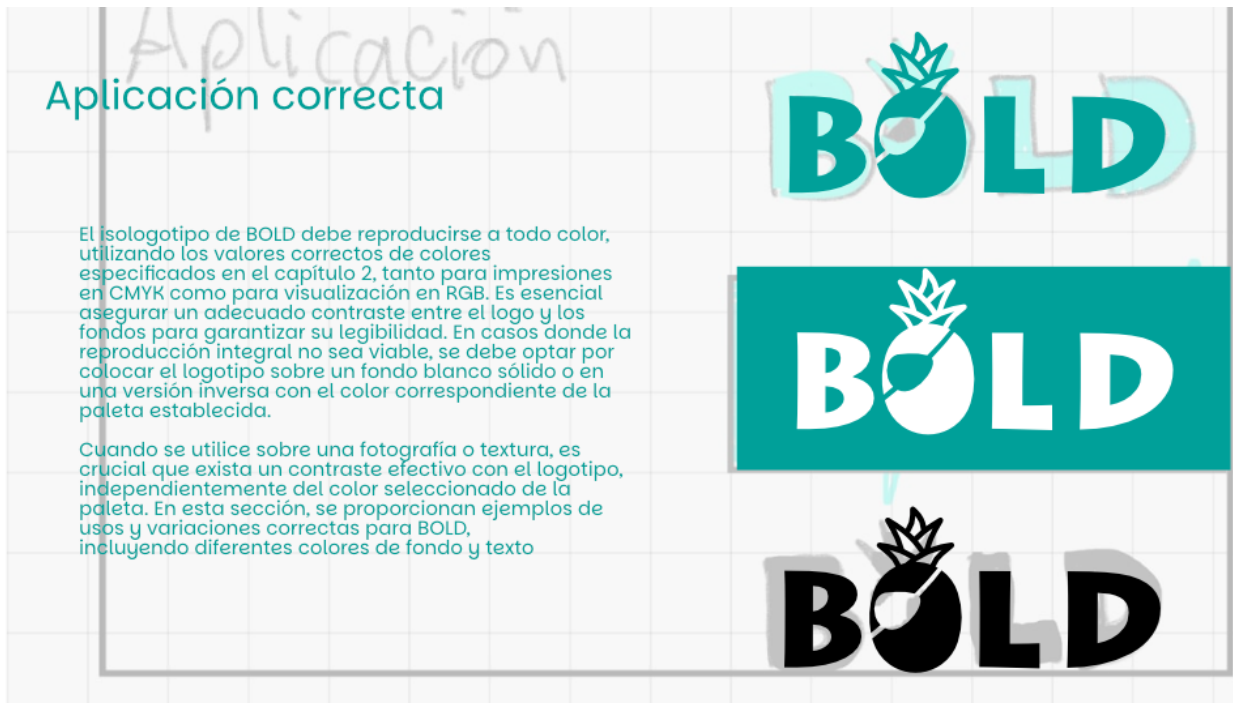 Aplicación
Aplicación correcta
BOLD
El isologotipo de BOLD debe reproducirse a todo color,
utilizando los valores correctos de colores
especificados en el capítulo 2, tanto para impresiones
en CMYK como para visualización en RGB. Es esencial
asegurar un adecuado contraste entre el logo y los
fondos para garantizar su legibilidad. En casos donde la
reproducción integral no sea viable, se debe optar por
colocar el logotipo sobre un fondo blanco sólido o en
una versión inversa con el color correspondiente de la
paleta establecida.
Cuando se utilice sobre una fotografía o textura, es
crucial que exista un contraste efectivo con el logotipo,
independientemente del color seleccionado de la
paleta. En esta sección, se proporcionan ejemplos de
usos y variaciones correctas para BOLD,
incluyendo diferentes colores de fondo y texto
BOLD
BOLD